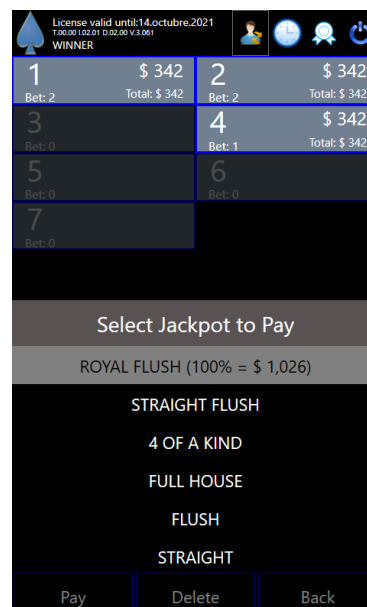 License valid until:14.octubre.2021
T.00.00 I.02.01 D.02.00 V.3.061
WINNER
1 $ 342
Bet: 2 Total: $ 342
2 $ 342
Bet: 2 Total: $ 342
3
Bet: 0
4 $ 342
Bet: 1 Total: $ 342
5
Bet: 0
6
Bet: 0
7
Bet: 0
Select Jackpot to Pay
ROYAL FLUSH (100% = $ 1,026)
STRAIGHT FLUSH
4 OF A KIND
FULL HOUSE
FLUSH
STRAIGHT
Pay Delete Back